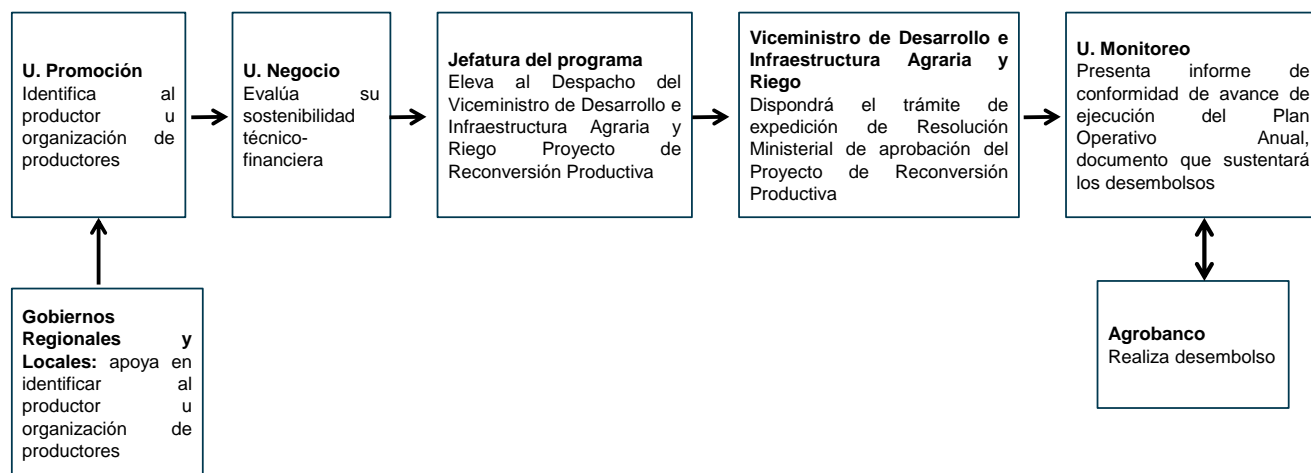 U. Promoción
Identifica al
productor u
organización de
productores
U. Negocio
Evalúa su
sostenibilidad
técnico-
financiera
Jefatura del programa
Eleva al Despacho del
Viceministro de Desarrollo e
Infraestructura Agraria y
Riego Proyecto de
Reconversión Productiva
Viceministro de Desarrollo e
Infraestructura Agraria y
Riego
Dispondrá el trámite de
expedición de Resolución
Ministerial de aprobación del
Proyecto de Reconversión
Productiva
U. Monitoreo
Presenta informe de
conformidad de avance de
ejecución del Plan
Operativo Anual,
documento que sustentará
los desembolsos
Gobiernos
Regionales y
Locales: apoya en
identificar al
productor u
organización de
productores
Agrobanco
Realiza desembolso